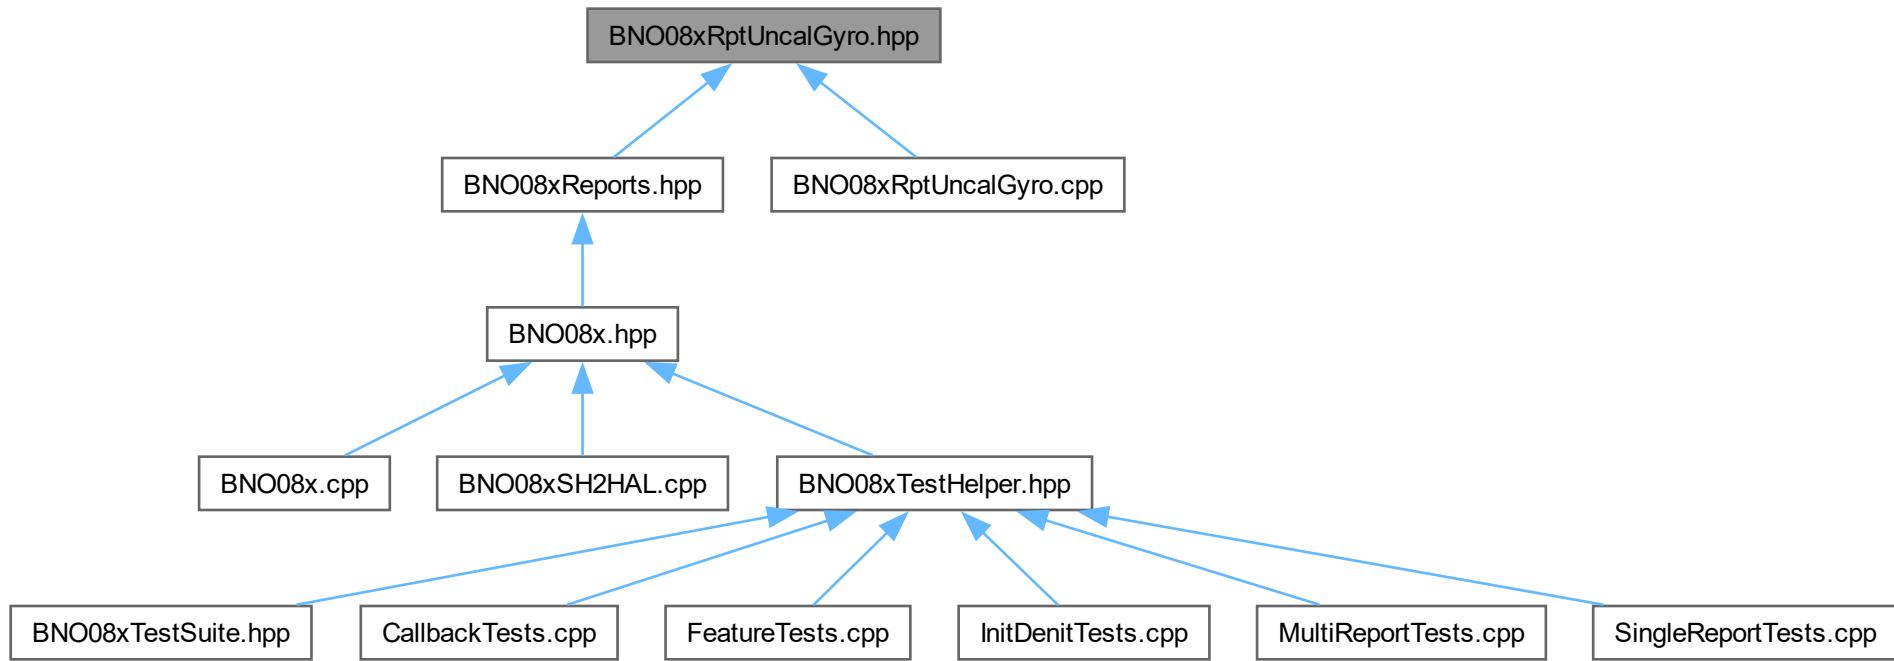 BNO08xRptUncalGyro.hpp
BNO08xReports.hpp
BNO08xRptUncalGyro.cpp
BNO08x.hpp
BNO08x.cpp
BNO08xSH2HAL.cpp
BNO08xTestHelper.hpp
BNO08xTestSuite.hpp
CallbackTests.cpp
FeatureTests.cpp
InitDenitTests.cpp
MultiReportTests.cpp
SingleReportTests.cpp